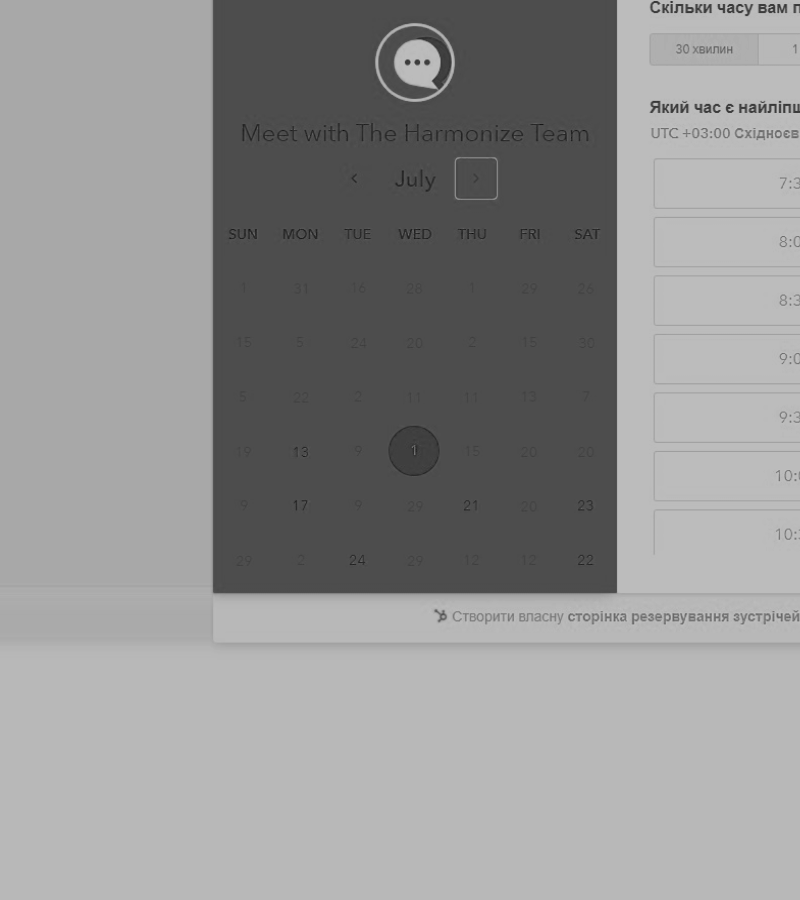 Скільки часу вам п
30 хвилин 1
Який час є найліпш
UTC +03:00 Східноєв
7:3
8:0
8:3
9:0
9:3
10:0
10:3
Meet with The Harmonize Team
July
SUN MON TUE WED THU FRI SAT
1 31 16 28 1 29 26
15 5 24 20 2 15 30
5 22 2 11 11 13 7
19 13 9 1 15 20 20
9 17 9 29 21 20 23
29 2 24 29 12 12 22
Створити власну сторінка резервування зустрічей